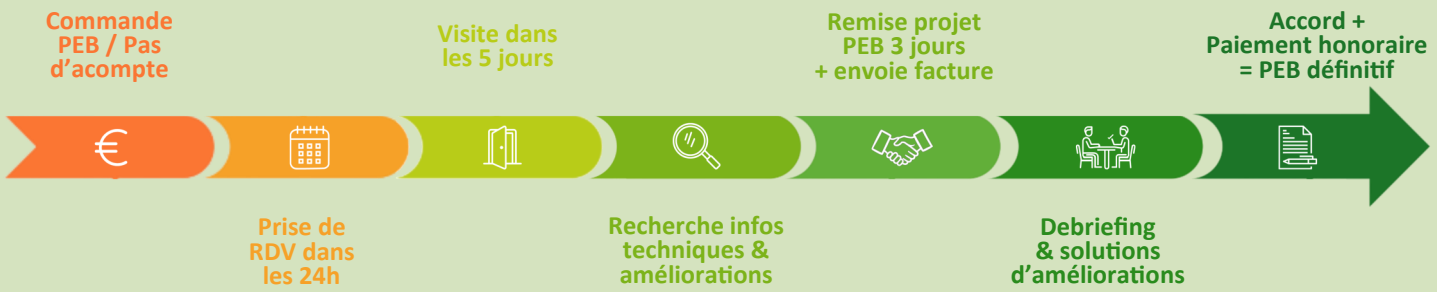 Commande
PEB / Pas
d’acompte
Prise de
RDV dans
les 24h
Visite dans
les 5 jours
Recherche infos
techniques &
améliorations
Remise projet
PEB 3 jours
+ envoie facture
Debriefing
& solutions
d’améliorations
Accord +
Paiement honoraire
= PEB définitif
€